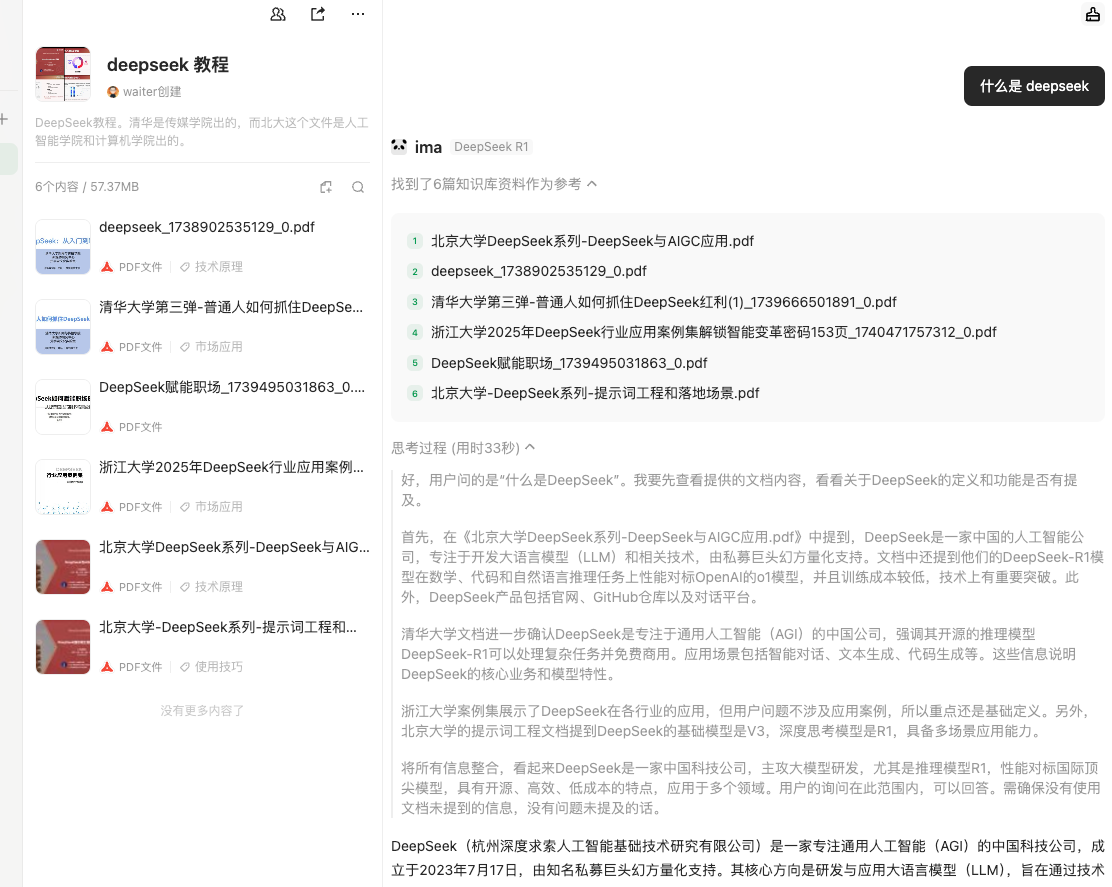 deepseek 教程
waiter创建
DeepSeek教程。清华是传媒学院出的，而北大这个文件是人工
智能学院和计算机学院出的。
6个内容 / 57.37MB
deepseek_1738902535129_0.pdf
PDF文件 技术原理
清华大学第三弹-普通人如何抓住DeepSe...
PDF文件 市场应用
DeepSeek赋能职场_1739495031863_0....
PDF文件
浙江大学2025年DeepSeek行业应用案例...
PDF文件 市场应用
北京大学DeepSeek系列-DeepSeek与AIG...
PDF文件 技术原理
北京大学-DeepSeek系列-提示词工程和...
PDF文件 使用技巧
没有更多内容了
什么是 deepseek
ima DeepSeek R1
找到了6篇知识库资料作为参考
1 北京大学DeepSeek系列-DeepSeek与AIGC应用.pdf
2 deepseek_1738902535129_0.pdf
3 清华大学第三弹-普通人如何抓住DeepSeek红利(1)_1739666501891_0.pdf
4 浙江大学2025年DeepSeek行业应用案例集解锁智能变革密码153页_1740471757312_0.pdf
5 DeepSeek赋能职场_1739495031863_0.pdf
6 北京大学-DeepSeek系列-提示词工程和落地场景.pdf
思考过程 (用时33秒)
好，用户问的是“什么是DeepSeek”。我要先查看提供的文档内容，看看关于DeepSeek的定义和功能是否有提
及。
首先，在《北京大学DeepSeek系列-DeepSeek与AIGC应用.pdf》中提到，DeepSeek是一家中国的人工智能公
司，专注于开发大语言模型（LLM）和相关技术，由私募巨头幻方量化支持。文档中还提到他们的DeepSeek-R1模
型在数学、代码和自然语言推理任务上性能对标OpenAI的o1模型，并且训练成本较低，技术上有重要突破。此
外，DeepSeek产品包括官网、GitHub仓库以及对话平台。
清华大学文档进一步确认DeepSeek是专注于通用人工智能（AGI）的中国公司，强调其开源的推理模型
DeepSeek-R1可以处理复杂任务并免费商用。应用场景包括智能对话、文本生成、代码生成等。这些信息说明
DeepSeek的核心业务和模型特性。
浙江大学案例集展示了DeepSeek在各行业的应用，但用户问题不涉及应用案例，所以重点还是基础定义。另外，
北京大学的提示词工程文档提到DeepSeek的基础模型是V3，深度思考模型是R1，具备多场景应用能力。
将所有信息整合，看起来DeepSeek是一家中国科技公司，主攻大模型研发，尤其是推理模型R1，性能对标国际顶
尖模型，具有开源、高效、低成本的特点，应用于多个领域。用户的询问在此范围内，可以回答。需确保没有使用
文档未提到的信息，没有问题未提及的话。
DeepSeek（杭州深度求索人工智能基础技术研究有限公司）是一家专注通用人工智能（AGI）的中国科技公司，成
立于2023年7月17日，由知名私募巨头幻方量化支持。其核心方向是研发与应用大语言模型（LLM），旨在通过技术